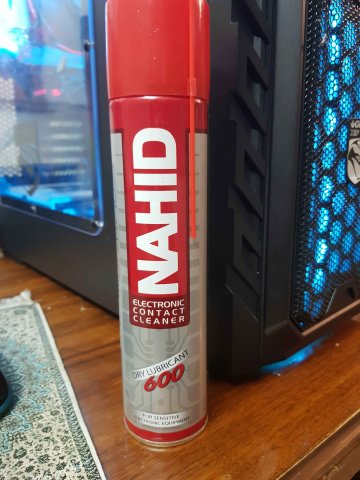 NAHID
ELECTRONIC
CONTACT
CLEANER
DRY LUBRICANT
600
FOR SENSITIVE
ELECTRONIC EQUIPMENT